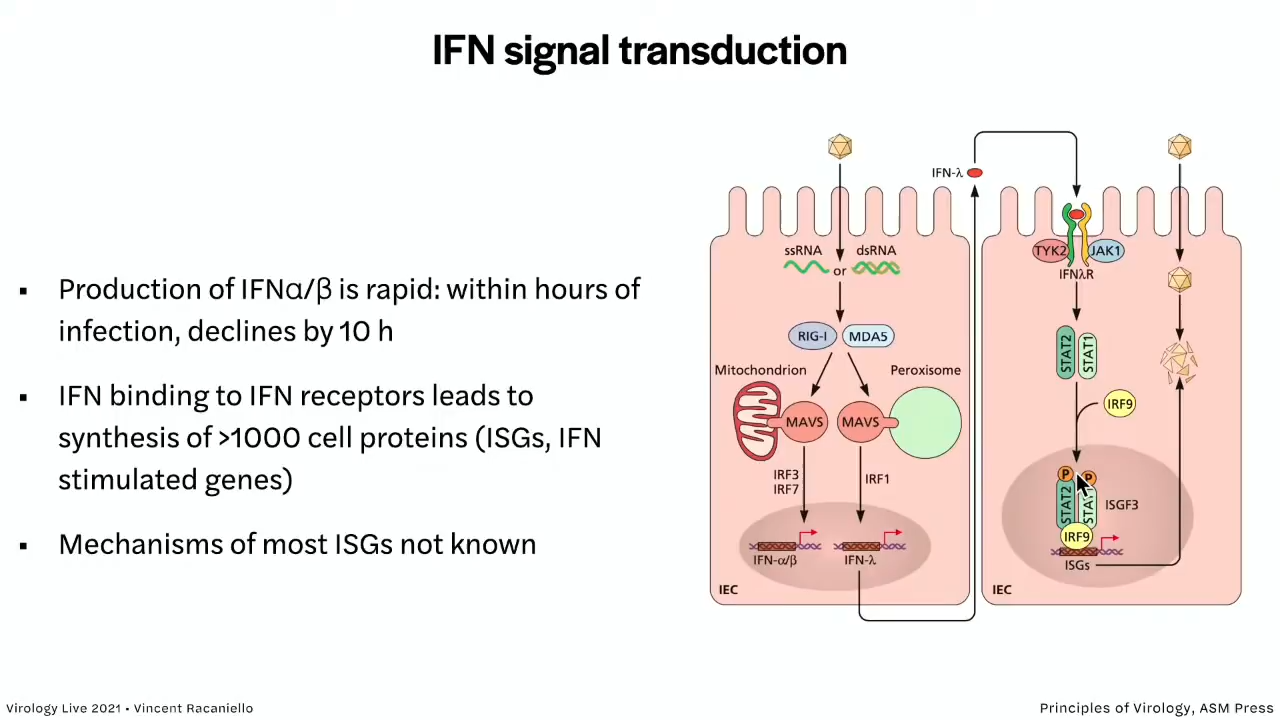 IFN signal transduction
▪ Production of IFNα/β is rapid: within hours of
infection, declines by 10 h
▪ IFN binding to IFN receptors leads to
synthesis of >1000 cell proteins (ISGs, IFN
stimulated genes)
▪ Mechanisms of most ISGs not known
IFN-λ
ssRNA
or
dsRNA
RIG-I
MDA5
Mitochondrion
Peroxisome
MAVS
MAVS
IRF3
IRF7
IRF1
IFN-α/β
IFN-λ
IEC
TYK2
JAK1
IFNλR
STAT2
STAT1
IRF9
P
P
STAT2
ISGF3
IRF9
ISGs
IEC
Virology Live 2021 • Vincent Racaniello
Principles of Virology, ASM Press